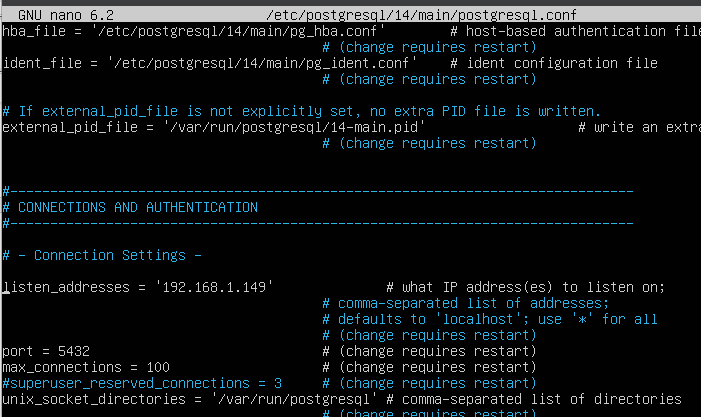 GNU nano 6.2 /etc/postgresql/14/main/postgresql.conf
hba_file = '/etc/postgresql/14/main/pg_hba.conf' # host-based authentication file
# (change requires restart)
ident_file = '/etc/postgresql/14/main/pg_ident.conf' # ident configuration file
# (change requires restart)
# If external_pid_file is not explicitly set, no extra PID file is written.
external_pid_file = '/var/run/postgresql/14-main.pid' # write an extra
# (change requires restart)
#------------------------------------------------------------------------------
# CONNECTIONS AND AUTHENTICATION
#------------------------------------------------------------------------------
# - Connection Settings -
listen_addresses = '192.168.1.149' # what IP address(es) to listen on;
# comma-separated list of addresses;
# defaults to 'localhost'; use '*' for all
# (change requires restart)
port = 5432 # (change requires restart)
max_connections = 100 # (change requires restart)
#superuser_reserved_connections = 3 # (change requires restart)
unix_socket_directories = '/var/run/postgresql' # comma-separated list of directories
# (change requires restart)